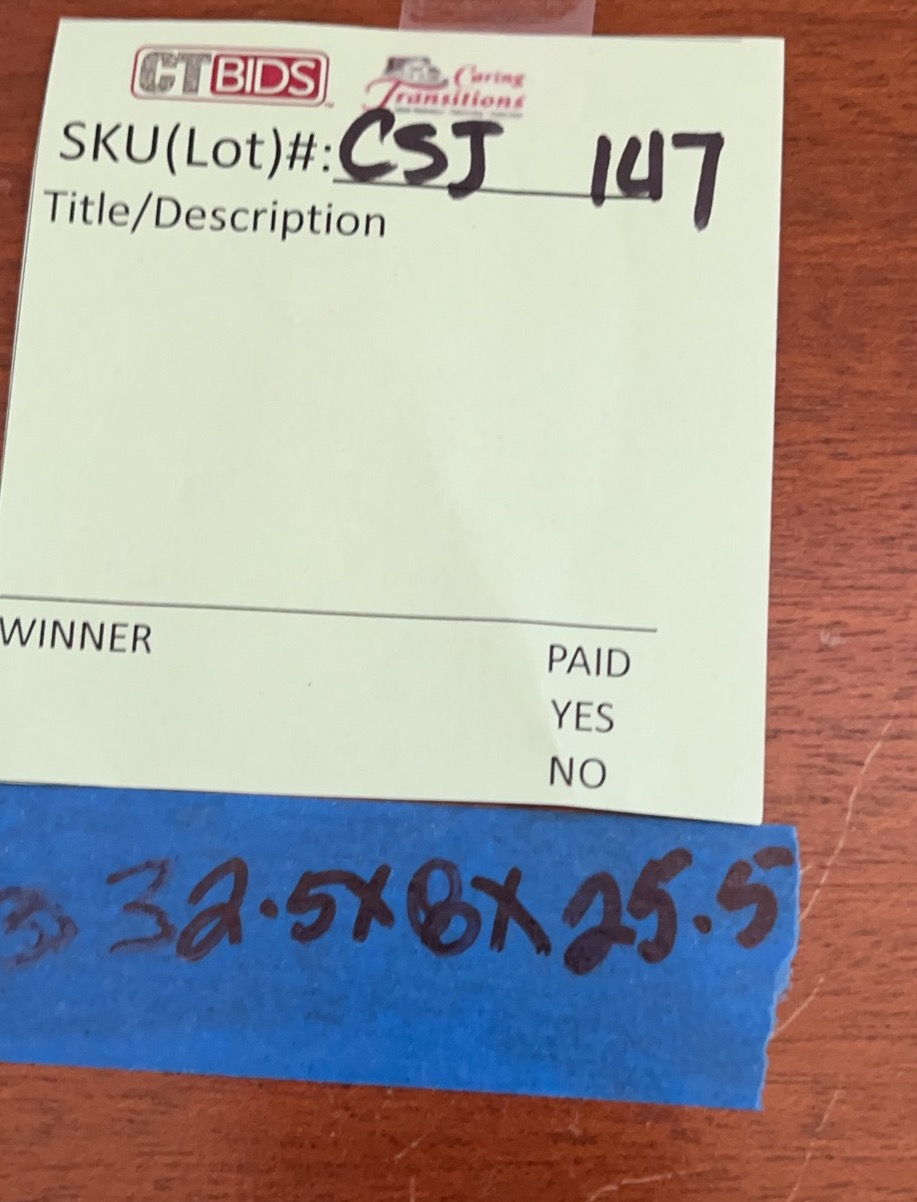 CTBIDS Caring Transitions
SKU(Lot)#: CSJ 147
Title/Description
WINNER PAID
YES
NO
32.5x8x25.5